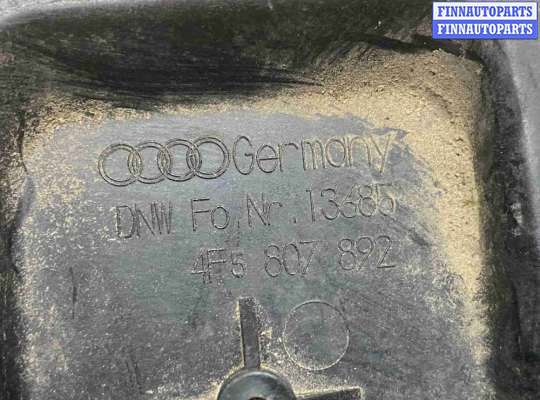 FINNAUTOPARTS
FINNAUTOPARTS
Germany
DNW Fo.Nr.13685
4F5 807 892